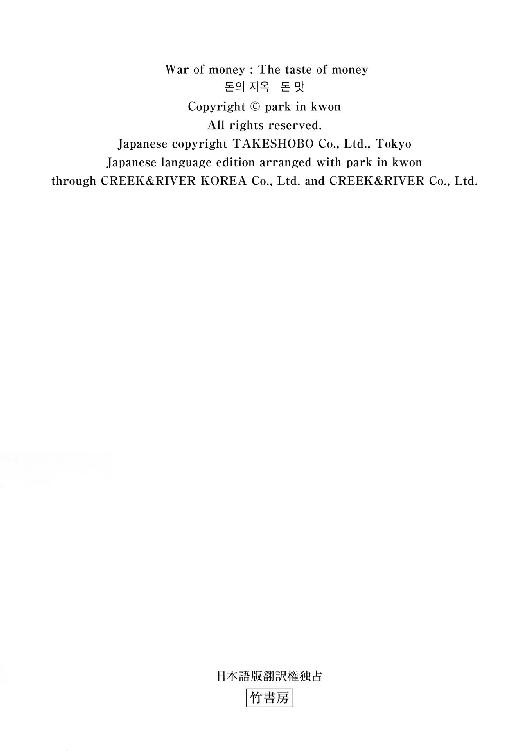 War of money : The taste of money
돈의 지옥 돈 맛
Copyright © park in kwon
All rights reserved.
Japanese copyright TAKESHOBO Co., Ltd., Tokyo
Japanese language edition arranged with park in kwon
through CREEK&RIVER KOREA Co., Ltd. and CREEK&RIVER Co., Ltd.
日本語版翻訳権独占
竹書房